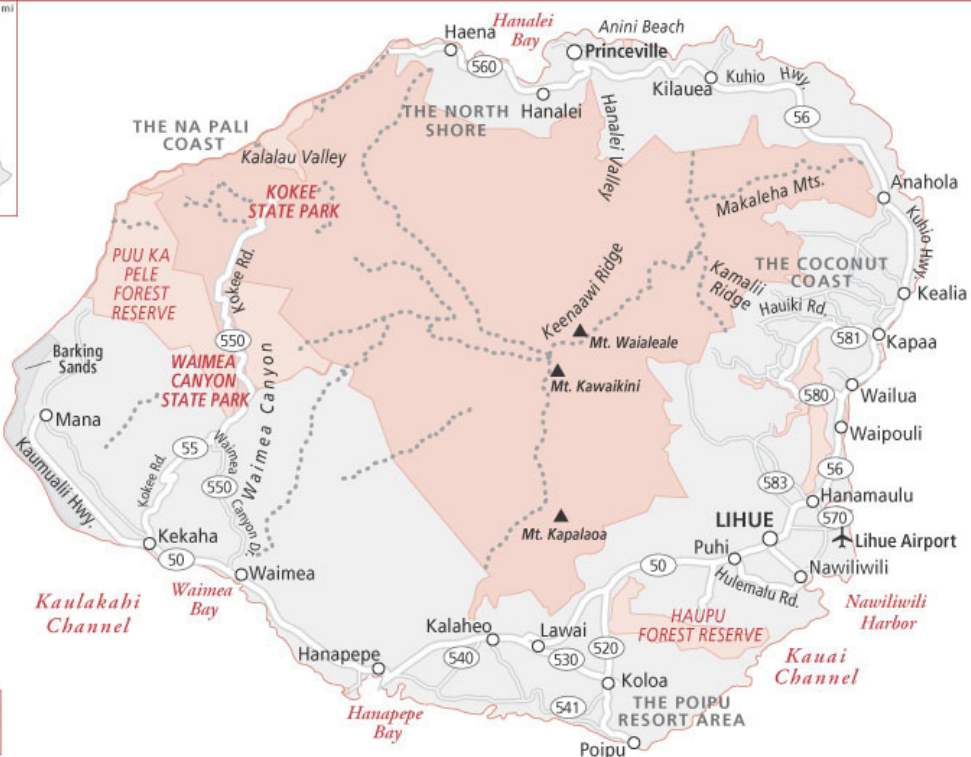 mi
Hanalei
Bay
Anini Beach
Haena
Princeville
560
Kilauea
Kuhio
Hwy.
Hanalei
56
THE NORTH
SHORE
Hanalei Valley
THE NA PALI
COAST
Kalalau Valley
KOKEE
STATE PARK
Makaleha Mts.
Anahola
Kuhio Hwy.
PUU KA
PELE
FOREST
RESERVE
Kokee Rd.
Keenaawi Ridge
Kamalii
Ridge
THE COCONUT
COAST
Kealia
Hauiki Rd.
550
Mt. Waialeale
581
Kapaa
Barking
Sands
WAIMEA
CANYON
STATE PARK
Waimea Canyon
Mt. Kawaikini
580
Wailua
Mana
Waipouli
Kaumualii Hwy.
55
Kokee Rd.
Waimea
550
Canyon Dr.
56
583
Hanamaulu
570
LIHUE
Lihue Airport
Mt. Kapalaoa
Kekaha
50
Puhi
50
Nawiliwili
Hulemalu Rd.
Waimea
Waimea
Bay
Kaulakahi
Channel
Nawiliwili
Harbor
HAUPU
FOREST RESERVE
Kalaheo
Lawai
540
530
520
Kauai
Channel
Hanapepe
Koloa
541
THE POIPU
RESORT AREA
Hanapepe
Bay
Poipu